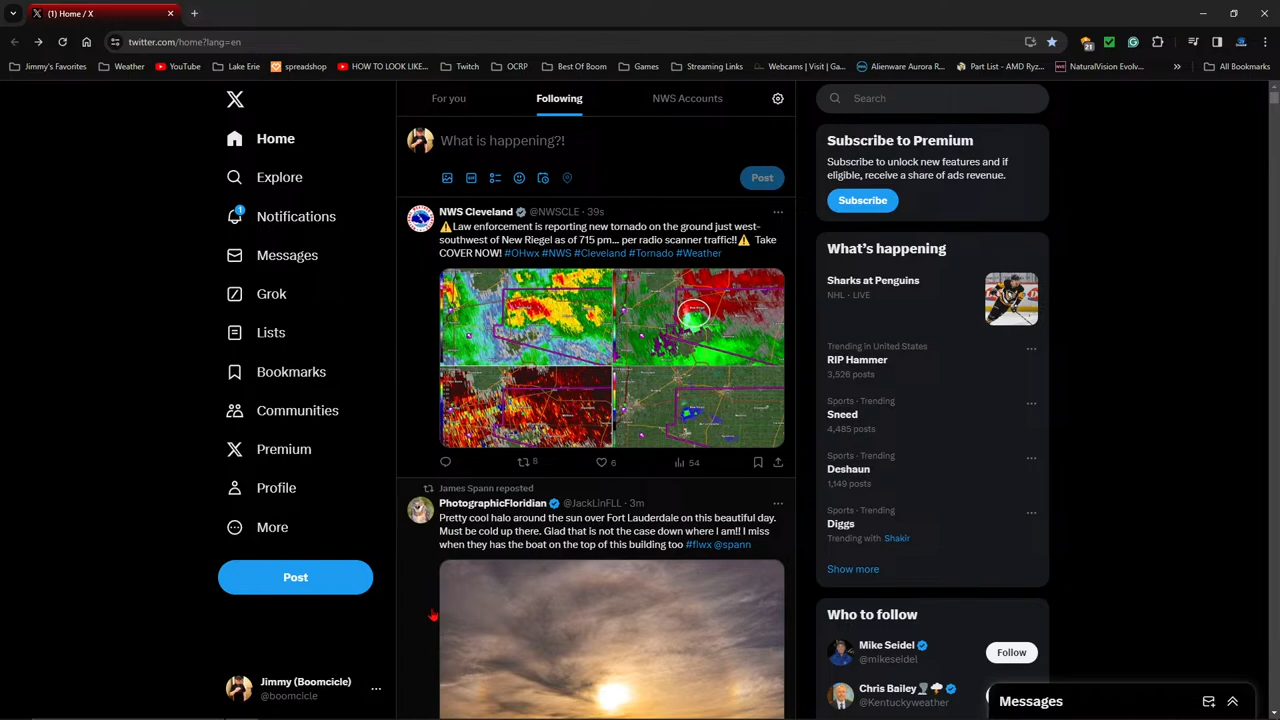 (1) Home / X
twitter.com/home?lang=en
21
Jimmy's Favorites
Weather
YouTube
Lake Erie
spreadshop
HOW TO LOOK LIKE...
Twitch
OCRP
Best Of Boom
Games
Streaming Links
Webcams | Visit | Ga...
Alienware Aurora R...
Part List - AMD Ryz...
NaturalVision Evolv...
»
All Bookmarks
Home
Explore
1
Notifications
Messages
Grok
Lists
Bookmarks
Communities
Premium
Profile
More
Post
Jimmy (Boomcicle)
@boomcicle
For you
Following
NWS Accounts
What is happening?!
Post
NWS Cleveland @NWSCLE · 39s
⚠️Law enforcement is reporting new tornado on the ground just west-
southwest of New Riegel as of 715 pm... per radio scanner traffic!!⚠️ Take
COVER NOW! #OHwx #NWS #Cleveland #Tornado #Weather
8
6
54
James Spann reposted
PhotographicFloridian @JackLinFLL · 3m
Pretty cool halo around the sun over Fort Lauderdale on this beautiful day.
Must be cold up there. Glad that is not the case down where I am!! I miss
when they has the boat on the top of this building too #flwx @spann
Search
Subscribe to Premium
Subscribe to unlock new features and if
eligible, receive a share of ads revenue.
Subscribe
What's happening
Sharks at Penguins
NHL · LIVE
Trending in United States
RIP Hammer
3,526 posts
Sports · Trending
Sneed
4,485 posts
Sports · Trending
Deshaun
1,149 posts
Sports · Trending
Diggs
Trending with Shakir
Show more
Who to follow
Mike Seidel
@mikeseidel
Follow
Chris Bailey
@Kentuckyweather
Messages